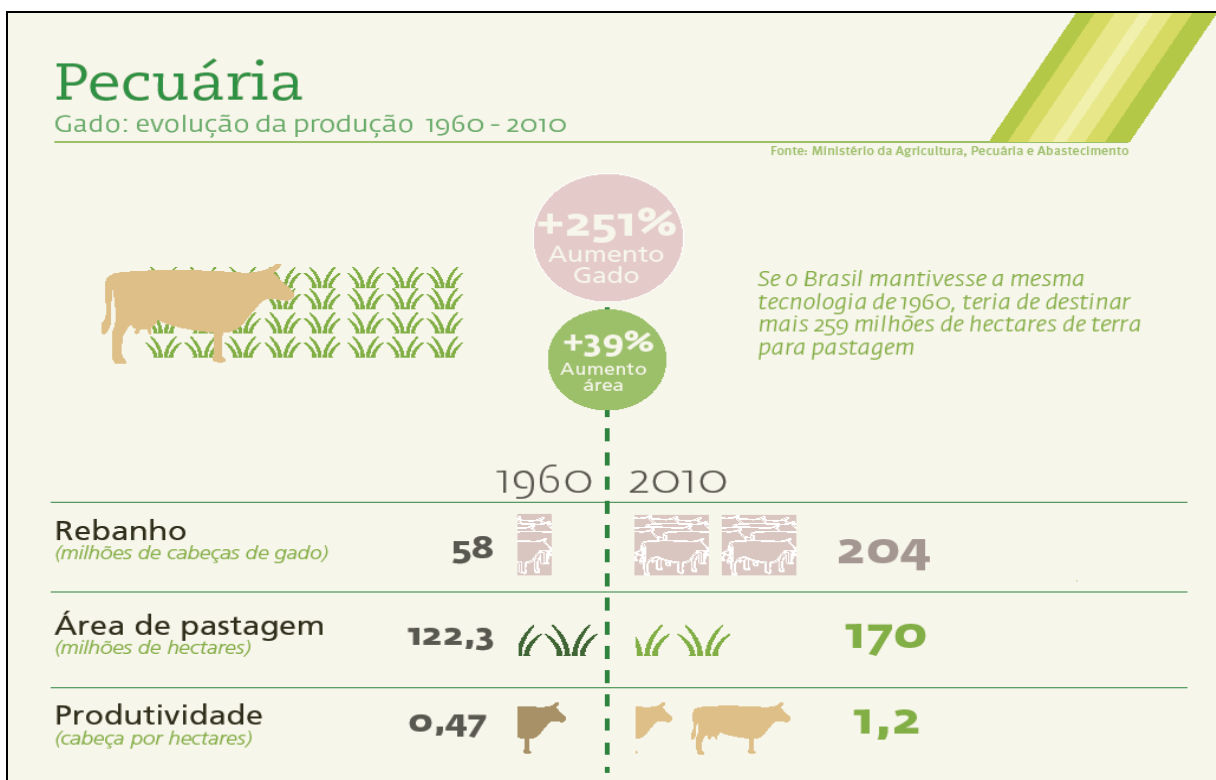 Pecuária
Gado: evolução da produção 1960 - 2010
Fonte: Ministério da Agricultura, Pecuária e Abastecimento
+251%
Aumento
Gado
+39%
Aumento
área
Se o Brasil mantivesse a mesma
tecnologia de 1960, teria de destinar
mais 259 milhões de hectares de terra
para pastagem
1960 2010
Rebanho
(milhões de cabeças de gado)
58 204
Área de pastagem
(milhões de hectares)
122,3 170
Produtividade
(cabeça por hectares)
0,47 1,2